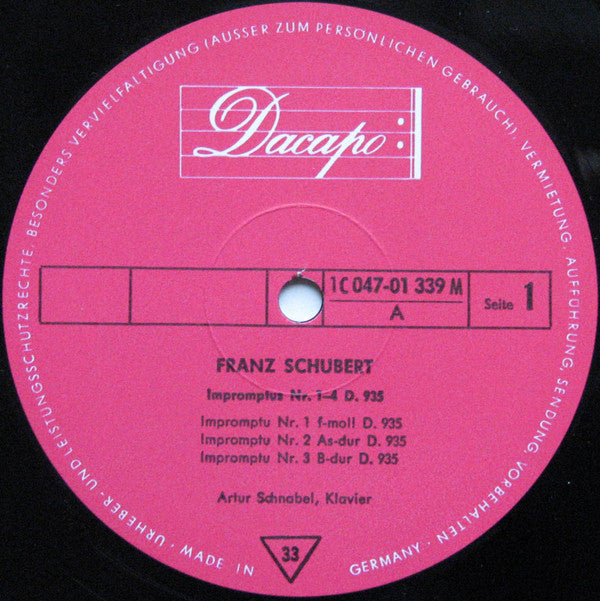 URHEBER- UND LEISTUNGSSCHUTZRECHTE, BESONDERS VERVIELFÄLTIGUNG (AUSSER ZUM PERSÖNLICHEN GEBRAUCH), VERMIETUNG, AUFFÜHRUNG, SENDUNG, VORBEHALTEN
Dacapo
1C 047-01 339 M
A
Seite 1
FRANZ SCHUBERT
Impromptus Nr. 1-4 D. 935
Impromptu Nr. 1 f-moll D. 935
Impromptu Nr. 2 As-dur D. 935
Impromptu Nr. 3 B-dur D. 935
Artur Schnabel, Klavier
33
MADE IN GERMANY